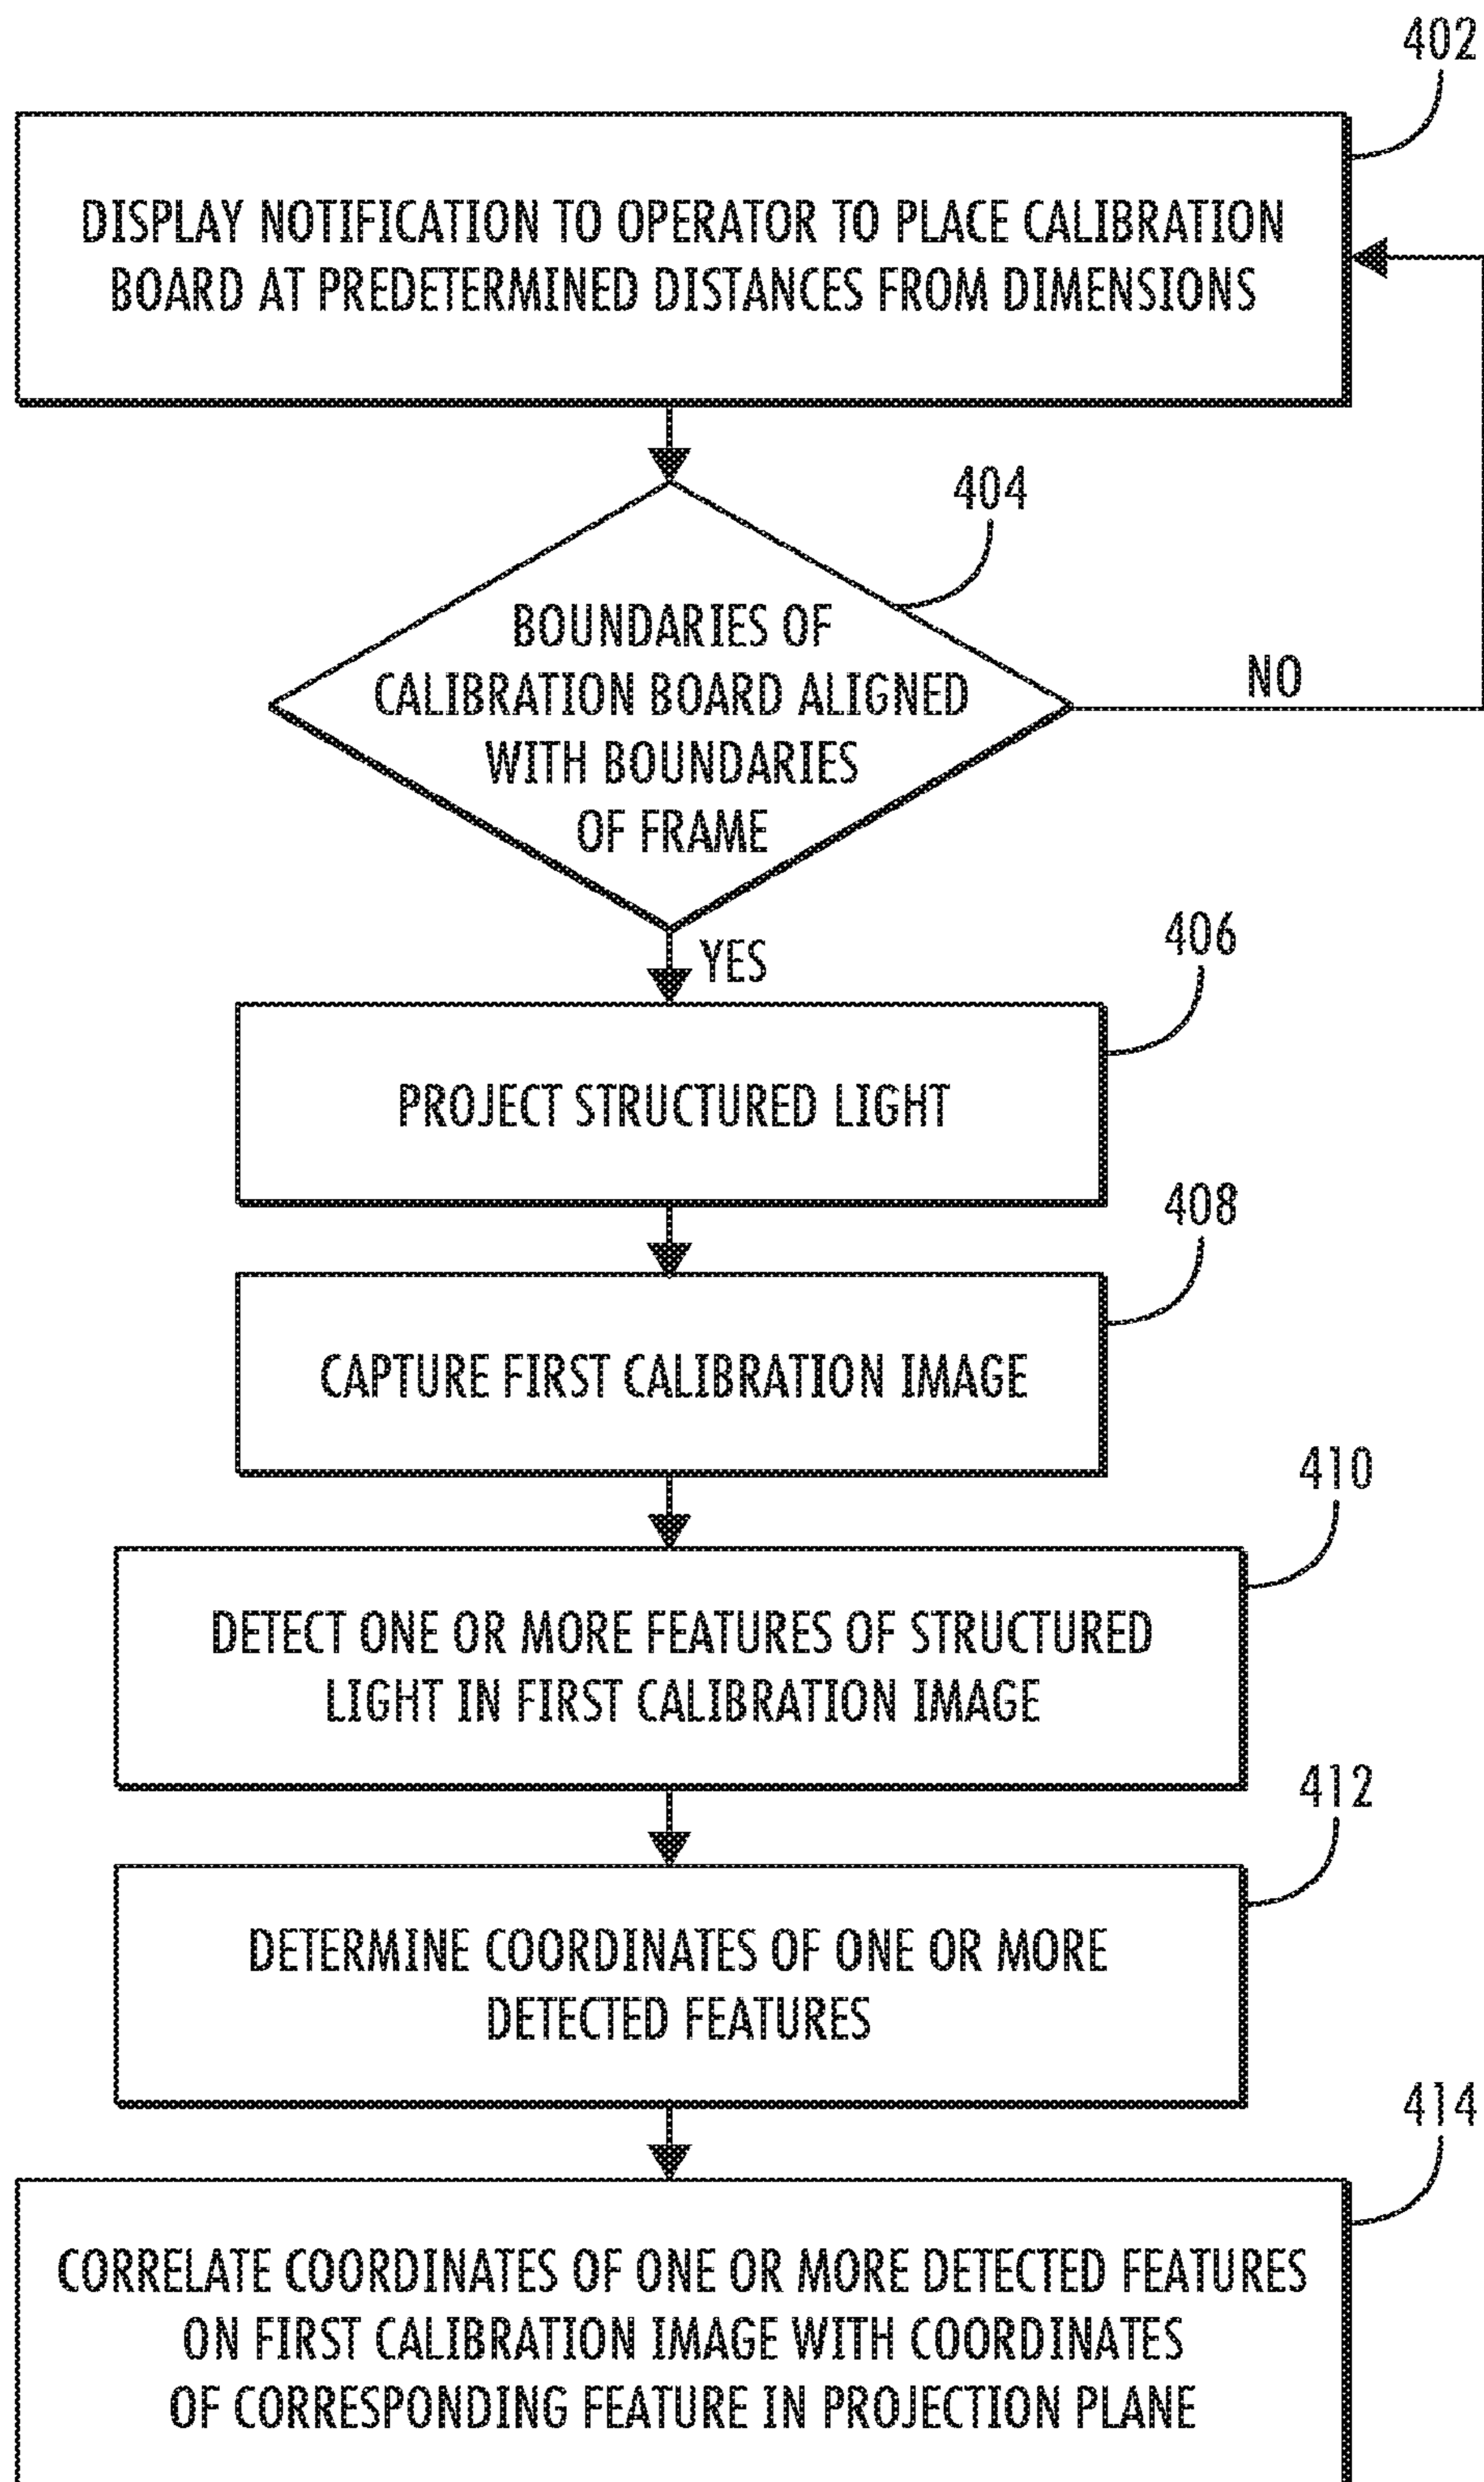 402
DISPLAY NOTIFICATION TO OPERATOR TO PLACE CALIBRATION
BOARD AT PREDETERMINED DISTANCES FROM DIMENSIONS
404
BOUNDARIES OF
CALIBRATION BOARD ALIGNED
WITH BOUNDARIES
OF FRAME
NO
YES
406
PROJECT STRUCTURED LIGHT
408
CAPTURE FIRST CALIBRATION IMAGE
410
DETECT ONE OR MORE FEATURES OF STRUCTURED
LIGHT IN FIRST CALIBRATION IMAGE
412
DETERMINE COORDINATES OF ONE OR MORE
DETECTED FEATURES
414
CORRELATE COORDINATES OF ONE OR MORE DETECTED FEATURES
ON FIRST CALIBRATION IMAGE WITH COORDINATES
OF CORRESPONDING FEATURE IN PROJECTION PLANE